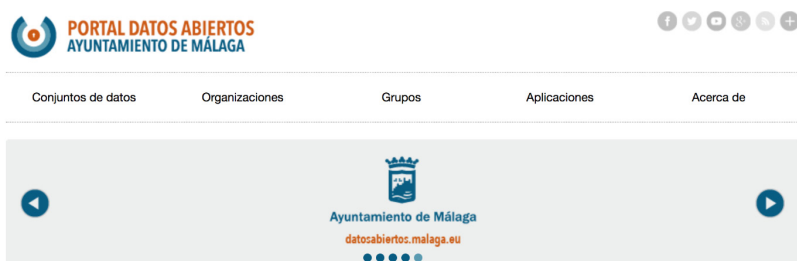 PORTAL DATOS ABIERTOS
AYUNTAMIENTO DE MÁLAGA
Conjuntos de datos Organizaciones Grupos Aplicaciones Acerca de
Ayuntamiento de Málaga
datosabiertos.malaga.eu